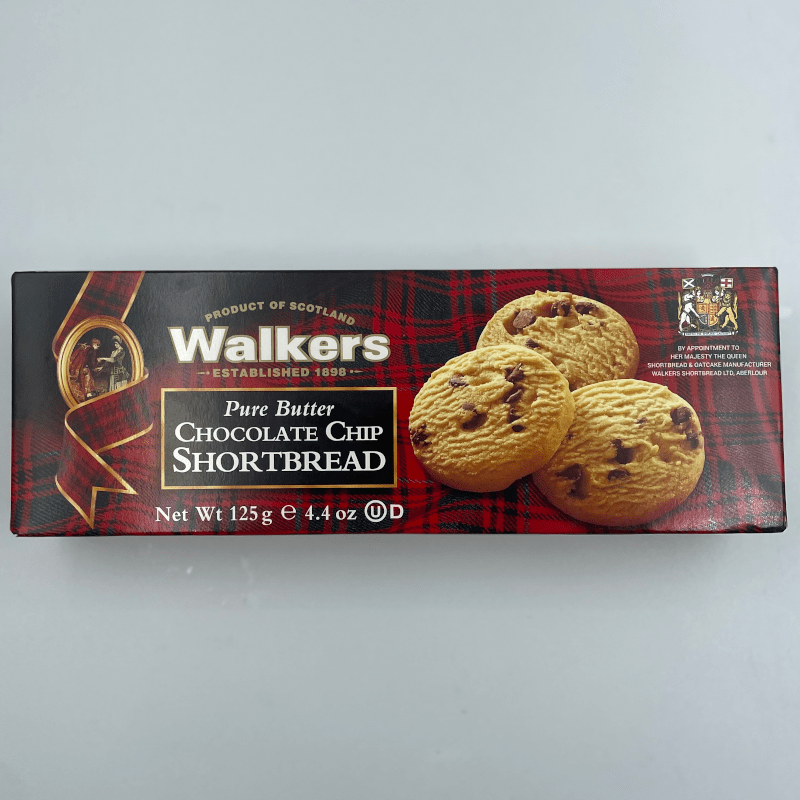 PRODUCT OF SCOTLAND
Walkers
ESTABLISHED 1898
Pure Butter
CHOCOLATE CHIP
SHORTBREAD
Net Wt 125g ℮ 4.4 oz Ⓤ D
BY APPOINTMENT TO
HER MAJESTY THE QUEEN
SHORTBREAD & OATCAKE MANUFACTURER
WALKERS SHORTBREAD LTD, ABERLOUR